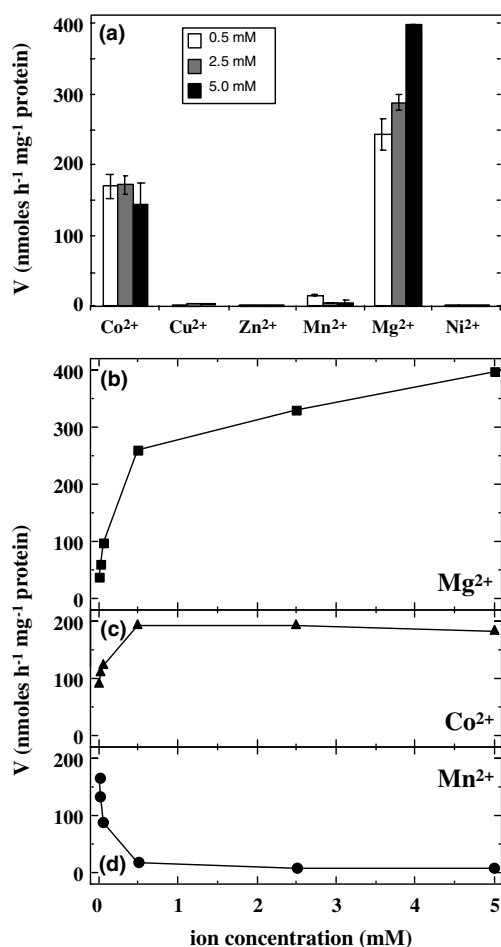 (a)
0.5 mM
2.5 mM
5.0 mM
400
300
200
100
0
V (nmoles h⁻¹ mg⁻¹ protein)
Co²⁺ Cu²⁺ Zn²⁺ Mn²⁺ Mg²⁺ Ni²⁺
(b)
400
300
200
100
0
Mg²⁺
V (nmoles h⁻¹ mg⁻¹ protein)
(c)
200
100
0
Co²⁺
Mn²⁺
200
100
0
(d)
0 1 2 3 4 5
ion concentration (mM)